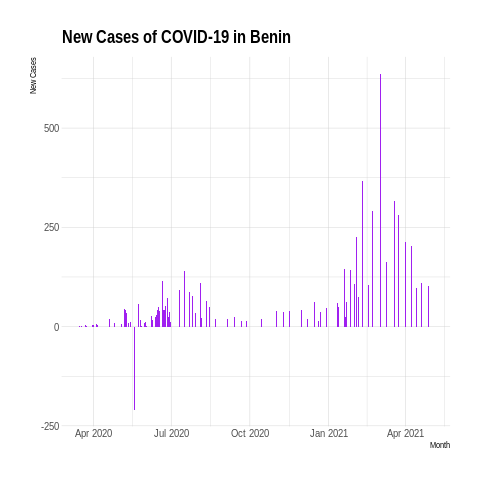 New Cases of COVID-19 in Benin
New Cases
500
250
0
-250
Apr 2020 Jul 2020 Oct 2020 Jan 2021 Apr 2021
Month